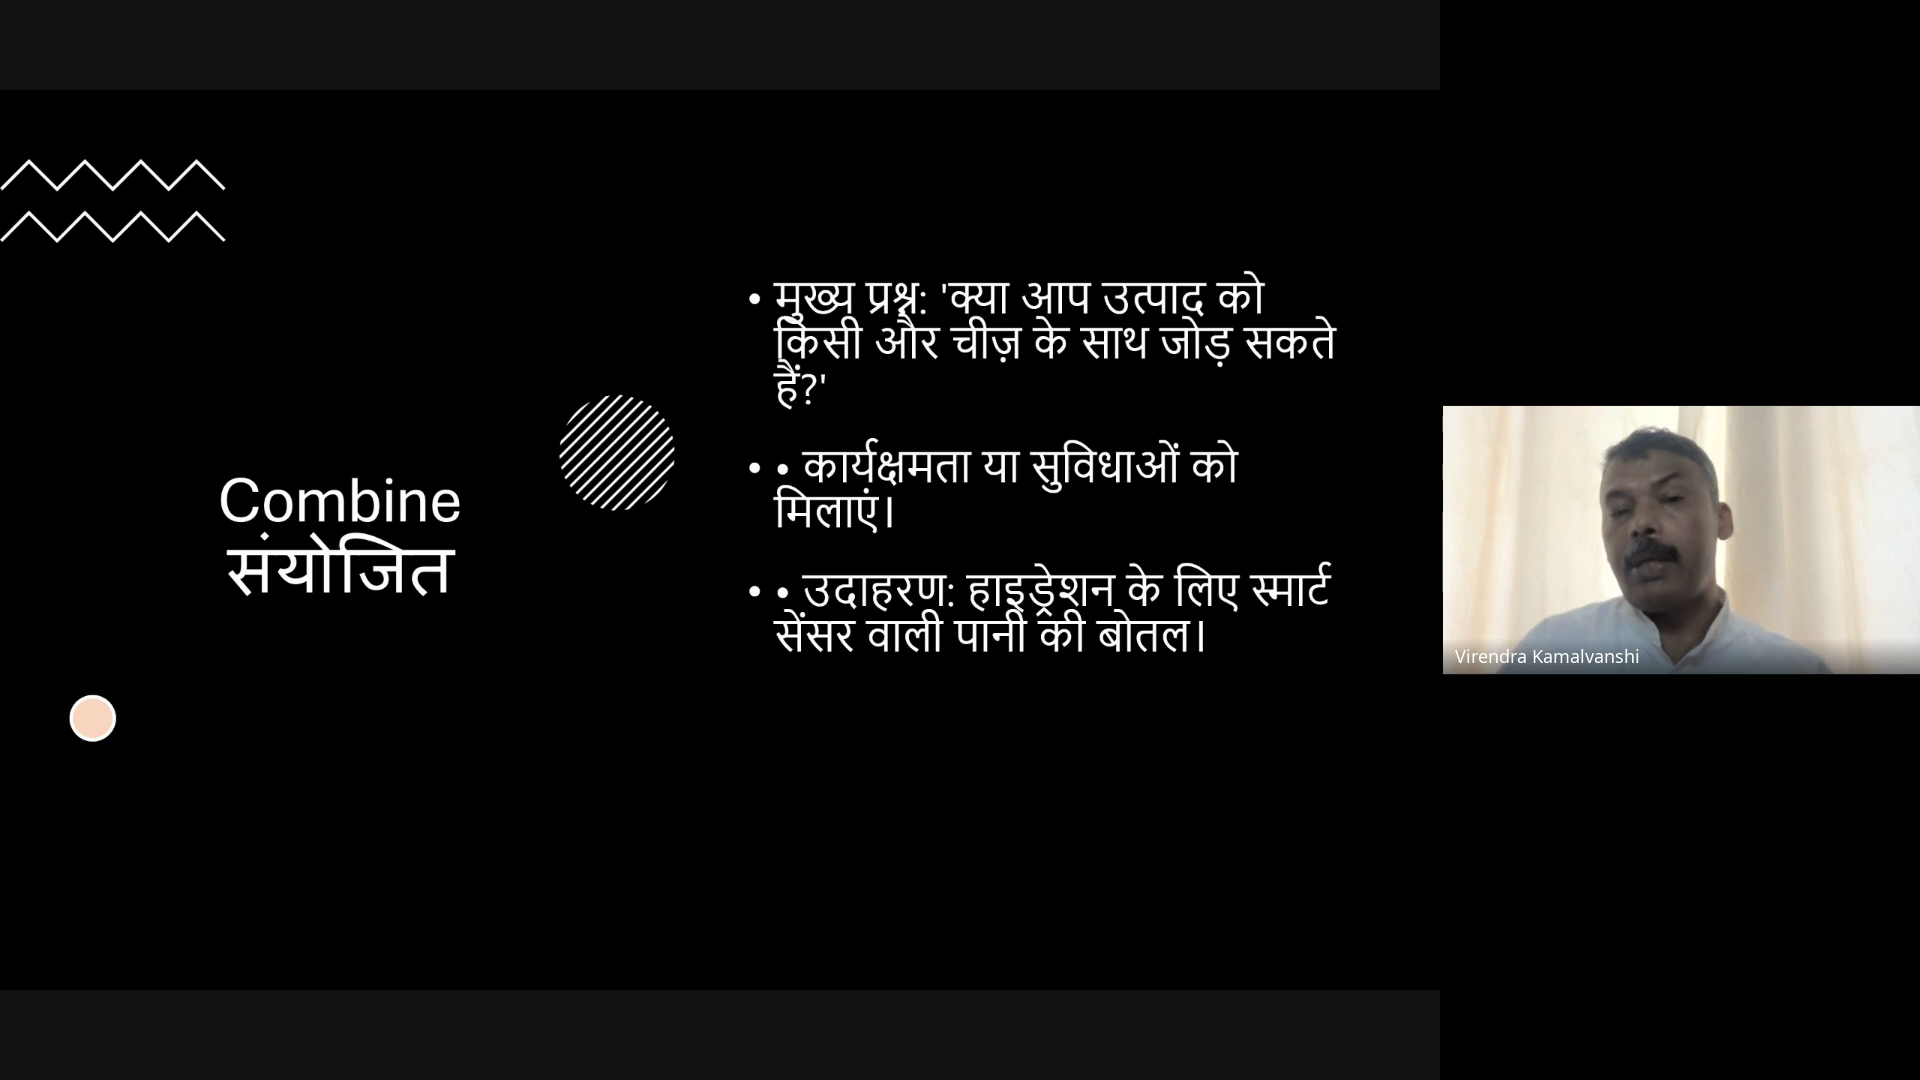 Combine
संयोजित
• मुख्य प्रश्न: 'क्या आप उत्पाद को
किसी और चीज़ के साथ जोड़ सकते
हैं?'
• • कार्यक्षमता या सुविधाओं को
मिलाएं।
• • उदाहरण: हाइड्रेशन के लिए स्मार्ट
सेंसर वाली पानी की बोतल।
Virendra Kamalvanshi